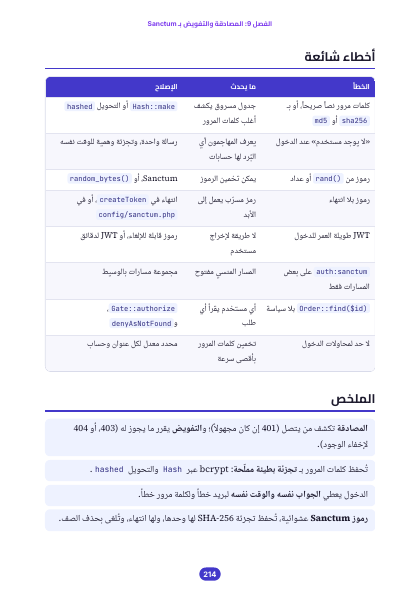 الفصل 9: المصادقة والتفويض بـ Sanctum
أخطاء شائعة
الخطأ ما يحدث الإصلاح
كلمات مرور نصاً صريحاً، أو بـ جدول مسروق يكشف Hash::make أو التحويل hashed
sha256 أو md5 أغلب كلمات المرور
«لا يوجد مستخدم» عند الدخول يعرف المهاجمون أي رسالة واحدة، وتجزئة وهمية للوقت نفسه
البُرد لها حسابات
رموز من rand() أو عداد يمكن تخمين الرموز Sanctum، أو random_bytes()
رموز بلا انتهاء رمز مسرّب يعمل إلى انتهاء في createToken، أو في
الأبد config/sanctum.php
JWT طويلة العمر للدخول لا طريقة لإخراج رموز قابلة للإلغاء، أو JWT لدقائق
مستخدم
auth:sanctum على بعض المسار المنسي مفتوح مجموعة مسارات بالوسيط
المسارات فقط
Order::find($id) بلا سياسة أي مستخدم يقرأ أي Gate::authorize،
طلب و denyAsNotFound
لا حد لمحاولات الدخول تخمين كلمات المرور محدد معدل لكل عنوان وحساب
بأقصى سرعة
الملخص
المصادقة تكشف من يتصل (401 إن كان مجهولاً)؛ والتفويض يقرر ما يجوز له (403، أو 404
لإخفاء الوجود).
تُحفظ كلمات المرور بـ تجزئة بطيئة مملّحة: bcrypt عبر Hash والتحويل hashed.
الدخول يعطي الجواب نفسه والوقت نفسه لبريد خطأ ولكلمة مرور خطأ.
رموز Sanctum عشوائية، تُحفظ تجزئة SHA-256 لها وحدها، ولها انتهاء، وتُلغى بحذف الصف.
214